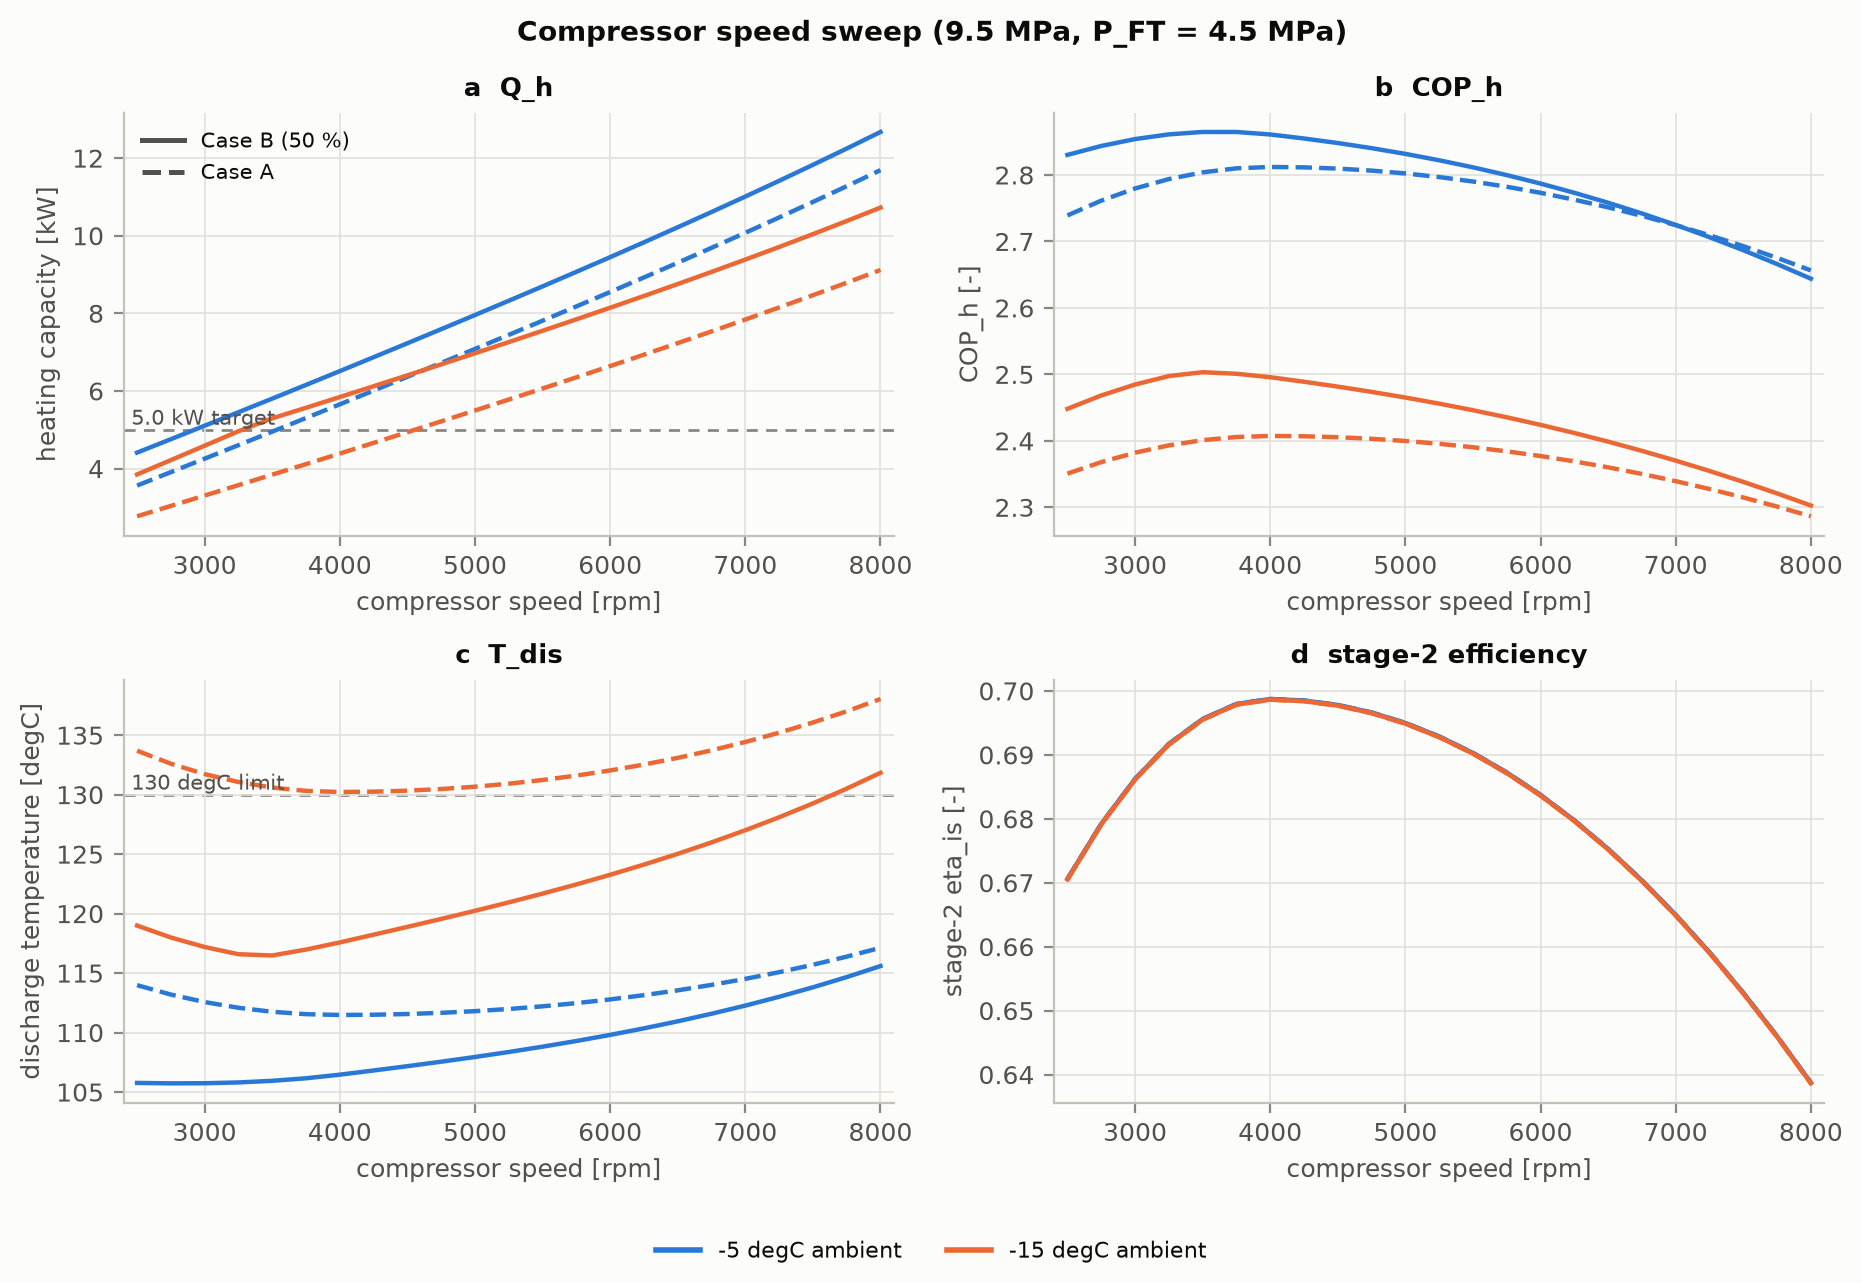 Compressor speed sweep (9.5 MPa, P_FT = 4.5 MPa)
a  Q_h
heating capacity [kW]
12
10
8
6
4
Case B (50 %)
Case A
5.0 kW target
3000 4000 5000 6000 7000 8000
compressor speed [rpm]
b  COP_h
COP_h [-]
2.8
2.7
2.6
2.5
2.4
2.3
3000 4000 5000 6000 7000 8000
compressor speed [rpm]
c  T_dis
discharge temperature [degC]
135
130
125
120
115
110
105
130 degC limit
3000 4000 5000 6000 7000 8000
compressor speed [rpm]
d  stage-2 efficiency
stage-2 eta_is [-]
0.70
0.69
0.68
0.67
0.66
0.65
0.64
3000 4000 5000 6000 7000 8000
compressor speed [rpm]
-5 degC ambient
-15 degC ambient